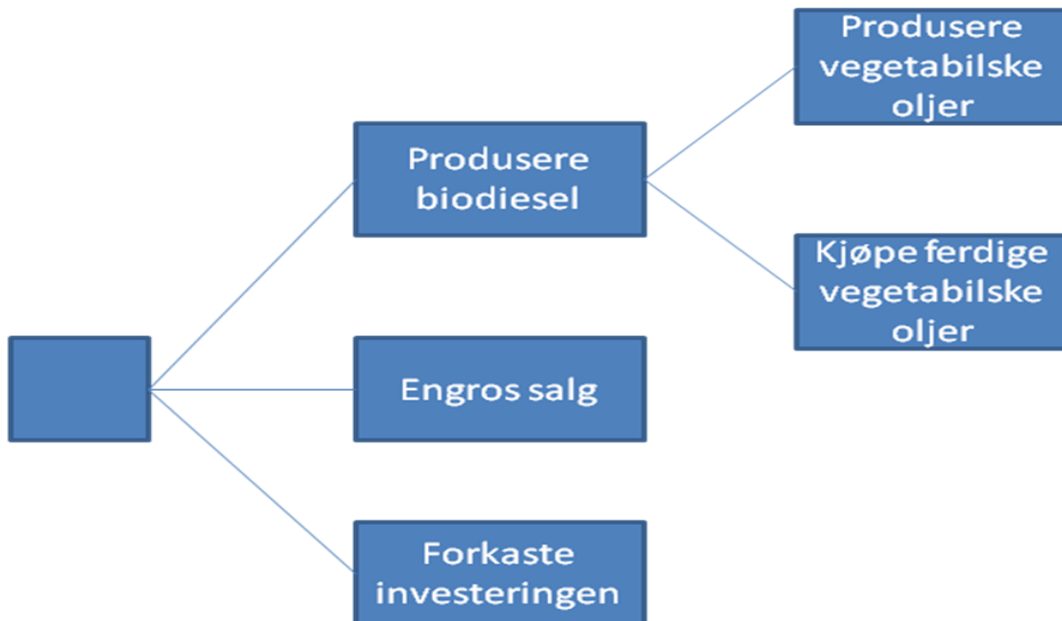 Produsere
vegetabilske
oljer
Produsere
biodiesel
Kjøpe ferdige
vegetabilske
oljer
Engros salg
Forkaste
investeringen